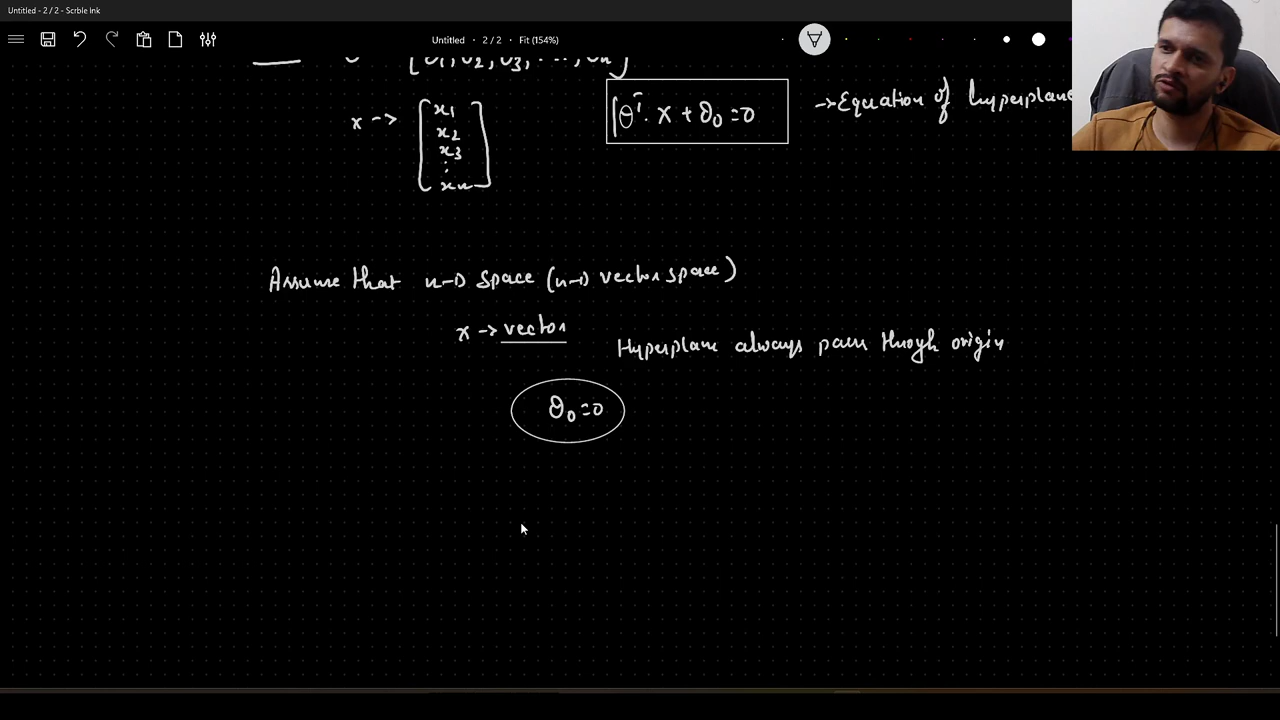 Untitled - 2 / 2 - Scrble Ink
Untitled • 2 / 2 • Fit (154%)
x → [x1
x2
x3
⋮
xn]
θᵀ. x + θ0 = 0
→ Equation of hyperplane
Assume that n-D space (n-D vector space)
x → vector
Hyperplane always pass through origin
θ0 = 0